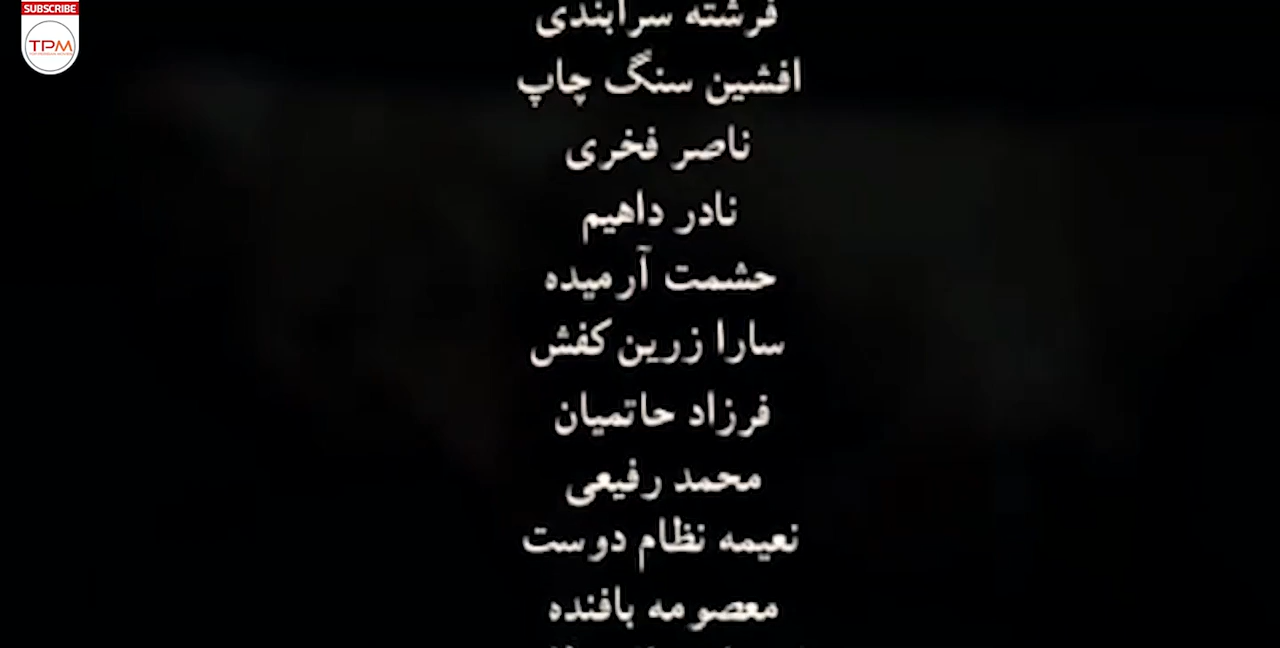 SUBSCRIBE
TPM
فرشته سرابندی
افشین سنگ چاپ
ناصر فخری
نادر داهیم
حشمت آرمیده
سارا زرین کفش
فرزاد حاتمیان
محمد رفیعی
نعیمه نظام دوست
معصومه بافنده